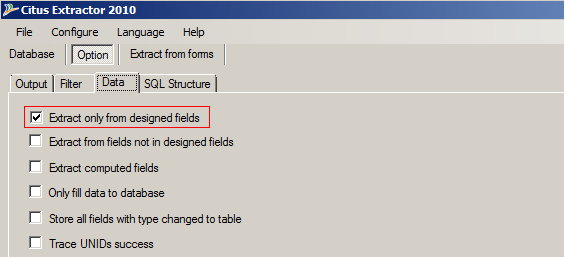 Citus Extractor 2010
File Configure Language Help
Database Option Extract from forms
Output Filter Data SQL Structure
Extract only from designed fields
Extract from fields not in designed fields
Extract computed fields
Only fill data to database
Store all fields with type changed to table
Trace UNIDs success